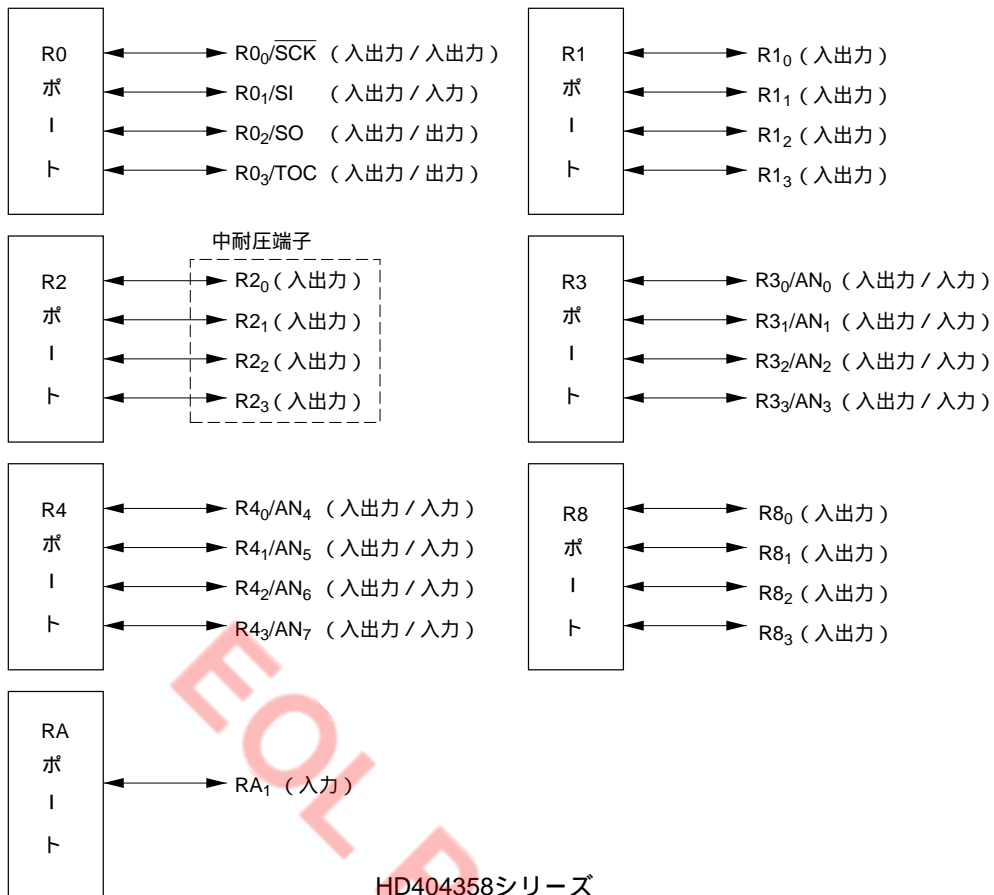 R0
ポート
R0₀/SCK （入出力 / 入出力）
R0₁/SI （入出力 / 入力）
R0₂/SO （入出力 / 出力）
R0₃/TOC （入出力 / 出力）
R1
ポート
R1₀（入出力）
R1₁（入出力）
R1₂（入出力）
R1₃（入出力）
中耐圧端子
R2
ポート
R2₀（入出力）
R2₁（入出力）
R2₂（入出力）
R2₃（入出力）
R3
ポート
R3₀/AN₀（入出力 / 入力）
R3₁/AN₁（入出力 / 入力）
R3₂/AN₂（入出力 / 入力）
R3₃/AN₃（入出力 / 入力）
R4
ポート
R4₀/AN₄（入出力 / 入力）
R4₁/AN₅（入出力 / 入力）
R4₂/AN₆（入出力 / 入力）
R4₃/AN₇（入出力 / 入力）
R8
ポート
R8₀（入出力）
R8₁（入出力）
R8₂（入出力）
R8₃（入出力）
RA
ポート
RA₁（入力）
EOL
HD404358シリーズ